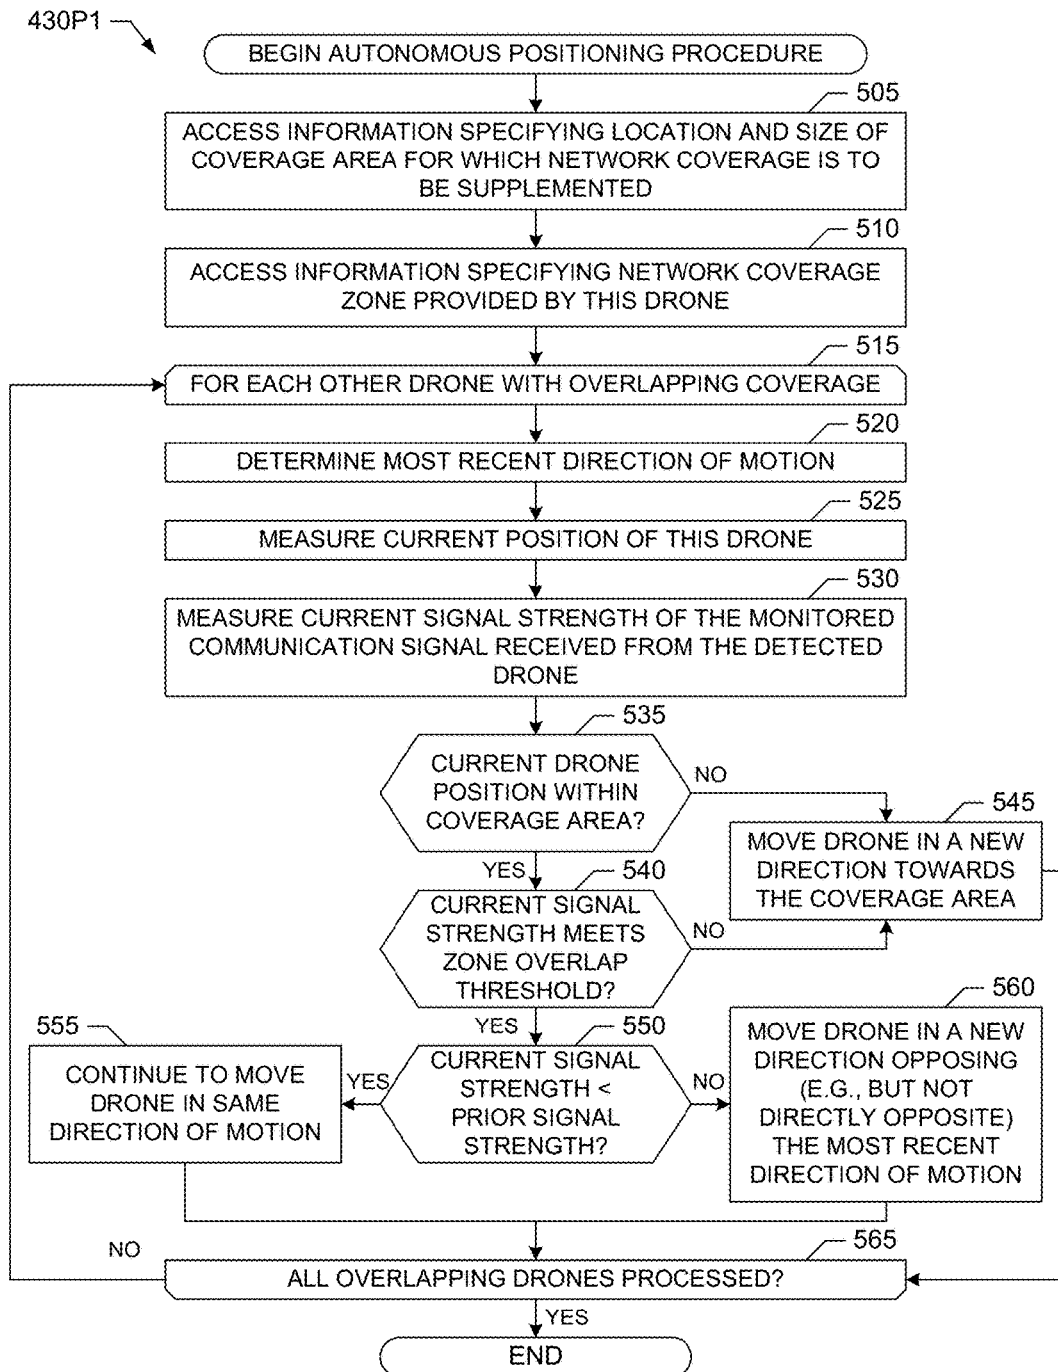 430P1
BEGIN AUTONOMOUS POSITIONING PROCEDURE
505
ACCESS INFORMATION SPECIFYING LOCATION AND SIZE OF
COVERAGE AREA FOR WHICH NETWORK COVERAGE IS TO
BE SUPPLEMENTED
510
ACCESS INFORMATION SPECIFYING NETWORK COVERAGE
ZONE PROVIDED BY THIS DRONE
515
FOR EACH OTHER DRONE WITH OVERLAPPING COVERAGE
520
DETERMINE MOST RECENT DIRECTION OF MOTION
525
MEASURE CURRENT POSITION OF THIS DRONE
530
MEASURE CURRENT SIGNAL STRENGTH OF THE MONITORED
COMMUNICATION SIGNAL RECEIVED FROM THE DETECTED
DRONE
535
CURRENT DRONE
POSITION WITHIN
COVERAGE AREA?
NO
YES
545
MOVE DRONE IN A NEW
DIRECTION TOWARDS
THE COVERAGE AREA
540
CURRENT SIGNAL
STRENGTH MEETS
ZONE OVERLAP
THRESHOLD?
NO
YES
550
CURRENT SIGNAL
STRENGTH <
PRIOR SIGNAL
STRENGTH?
YES
NO
555
CONTINUE TO MOVE
DRONE IN SAME
DIRECTION OF MOTION
560
MOVE DRONE IN A NEW
DIRECTION OPPOSING
(E.G., BUT NOT
DIRECTLY OPPOSITE)
THE MOST RECENT
DIRECTION OF MOTION
565
NO
ALL OVERLAPPING DRONES PROCESSED?
YES
END